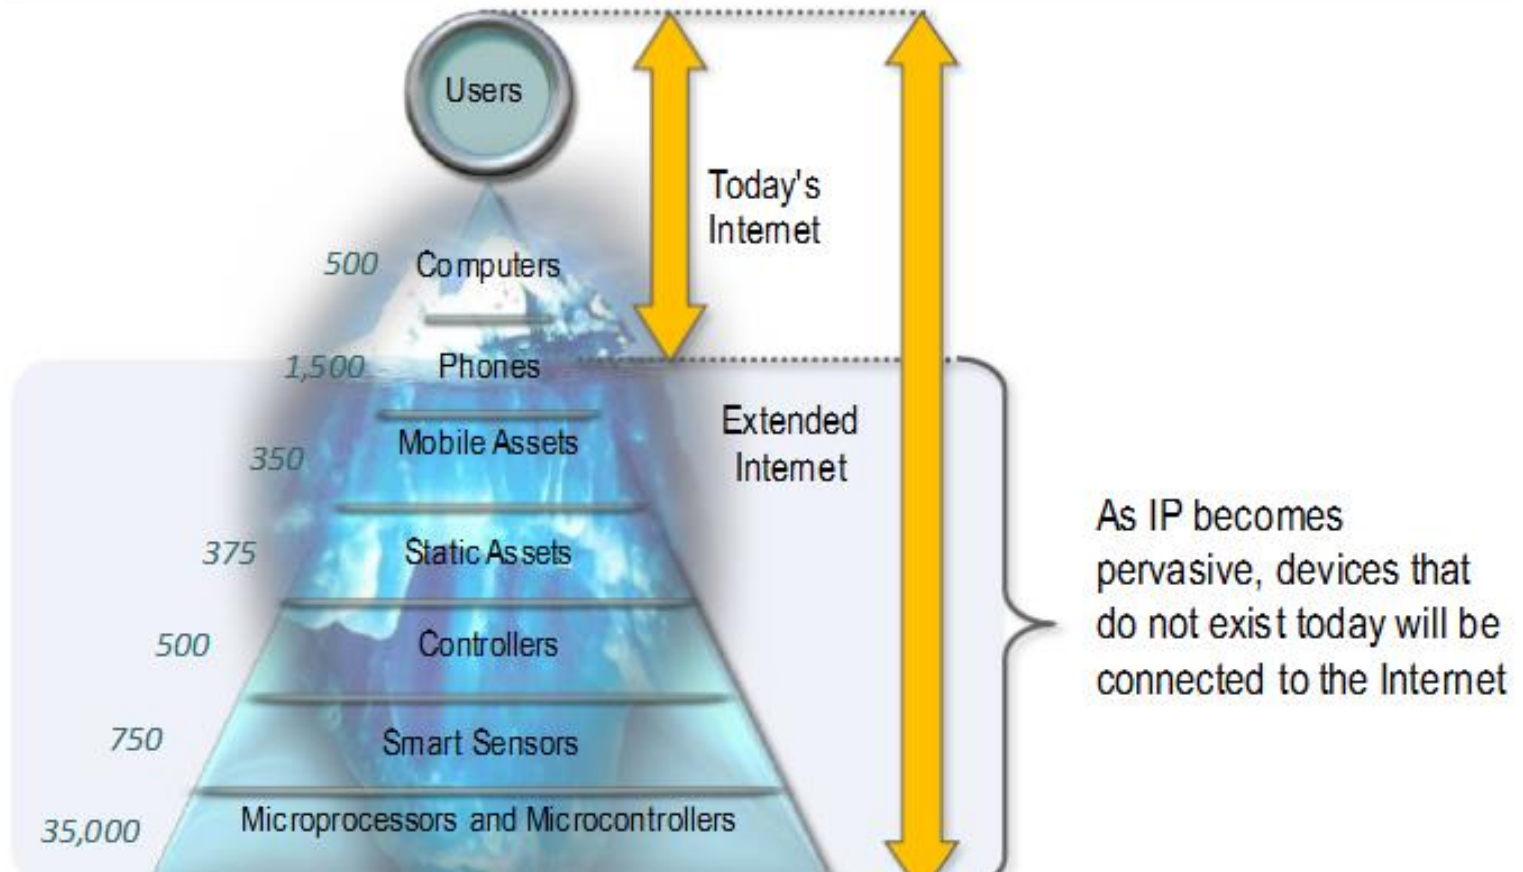 Users
Today's
Internet
500 Computers
1,500 Phones
Extended
Internet
350 Mobile Assets
375 Static Assets
500 Controllers
750 Smart Sensors
35,000 Microprocessors and Microcontrollers
As IP becomes
pervasive, devices that
do not exist today will be
connected to the Internet